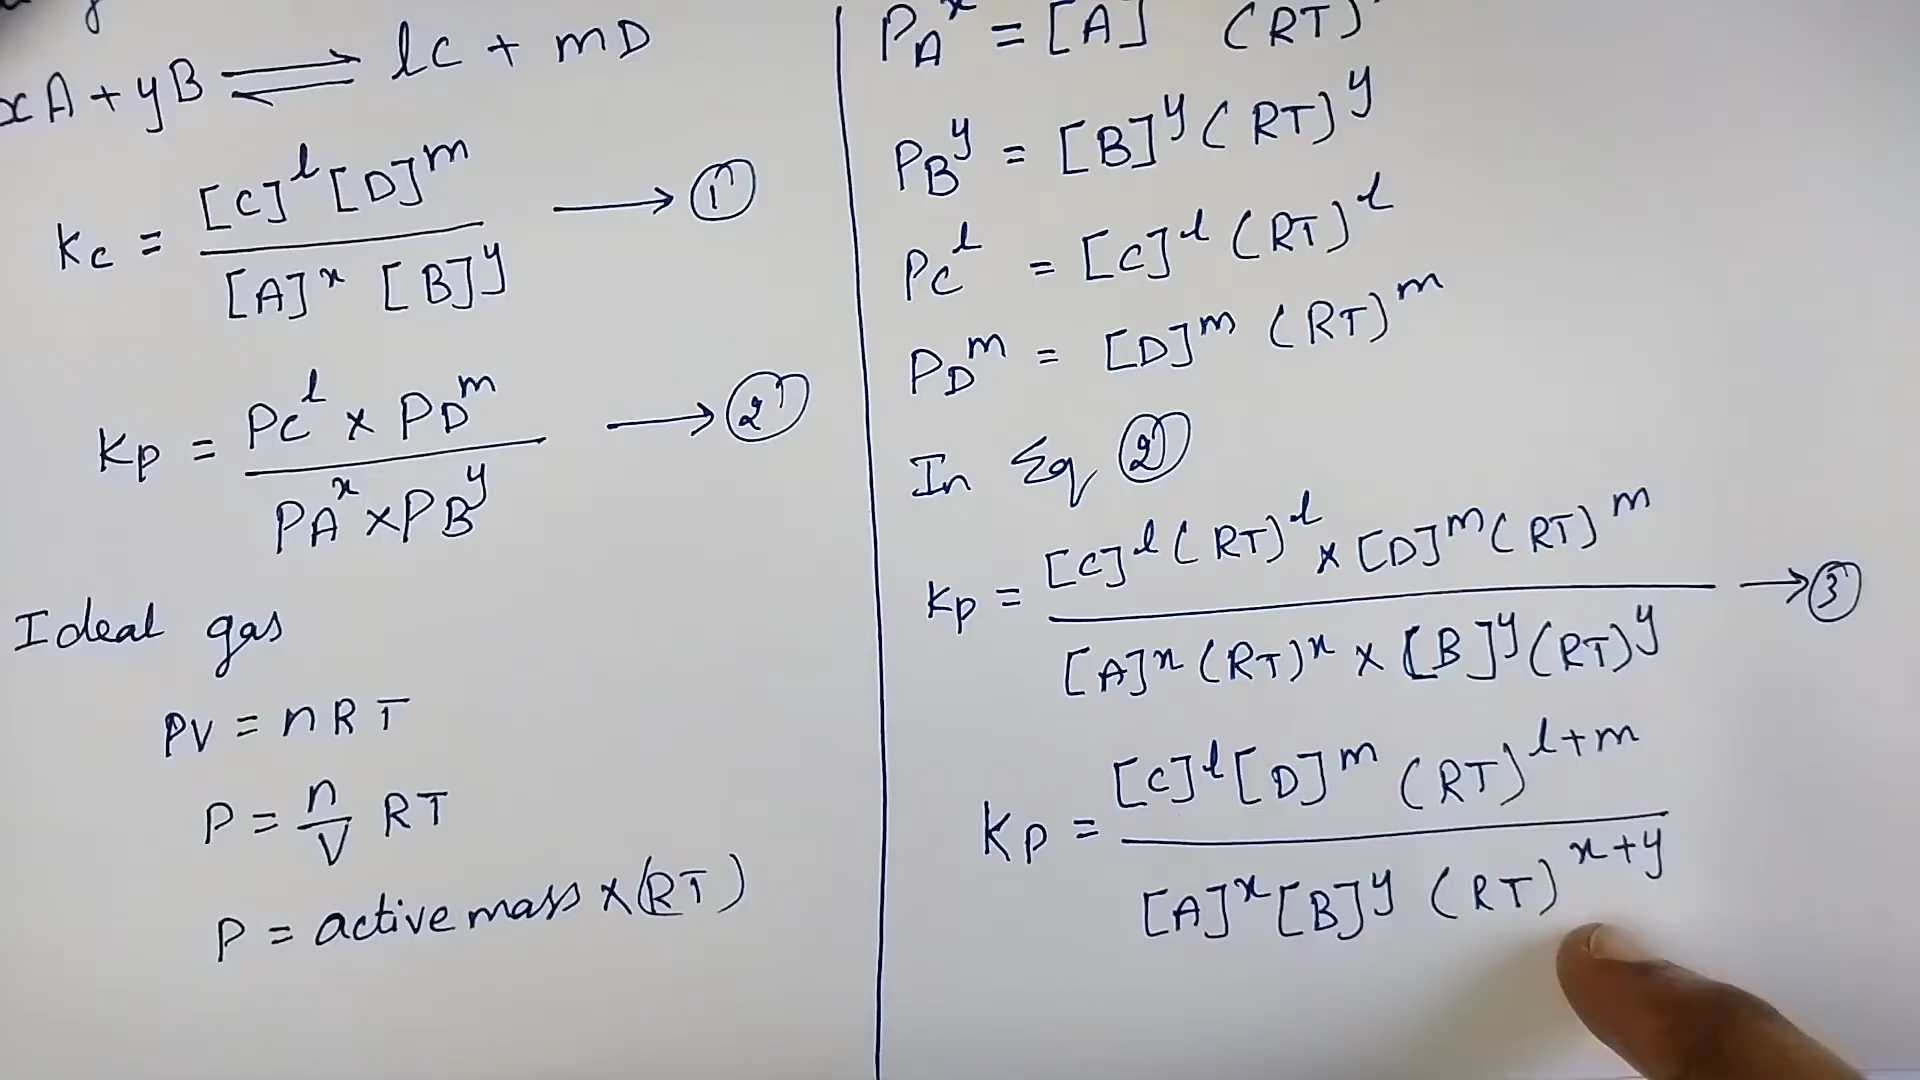 xA + yB ⇌ lC + mD
Kc = [C]^l [D]^m / [A]^x [B]^y → ①
Kp = Pc^l × PD^m / PA^x × PB^y → ②
Ideal gas
PV = nRT
P = n/V RT
P = active mass × (RT)
PA^x = [A] (RT)
PB^y = [B]^y (RT)^y
Pc^l = [C]^l (RT)^l
PD^m = [D]^m (RT)^m
In Eq ②
Kp = [C]^l (RT)^l × [D]^m (RT)^m / [A]^x (RT)^x × [B]^y (RT)^y → ③
Kp = [C]^l [D]^m (RT)^l+m / [A]^x [B]^y (RT)^x+y